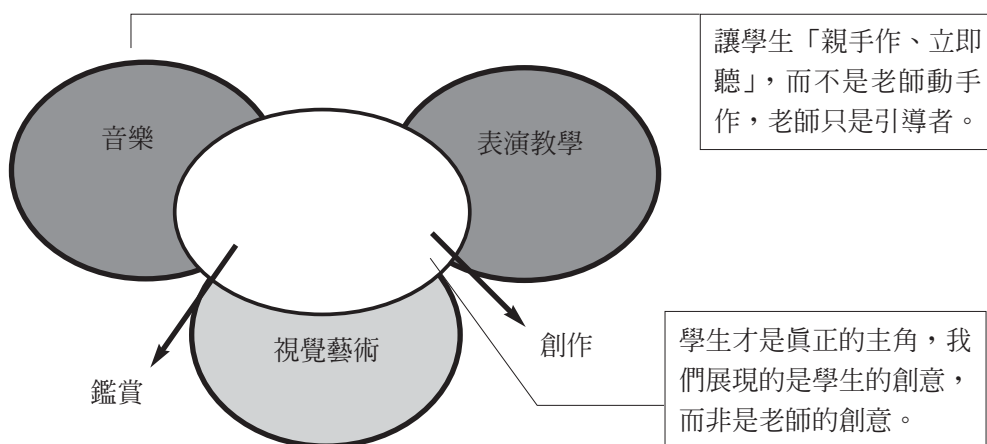 讓學生「親手作、立即
聽」，而不是老師動手
作，老師只是引導者。
音樂
表演教學
視覺藝術
創作
鑑賞
學生才是眞正的主角，我
們展現的是學生的創意，
而非是老師的創意。